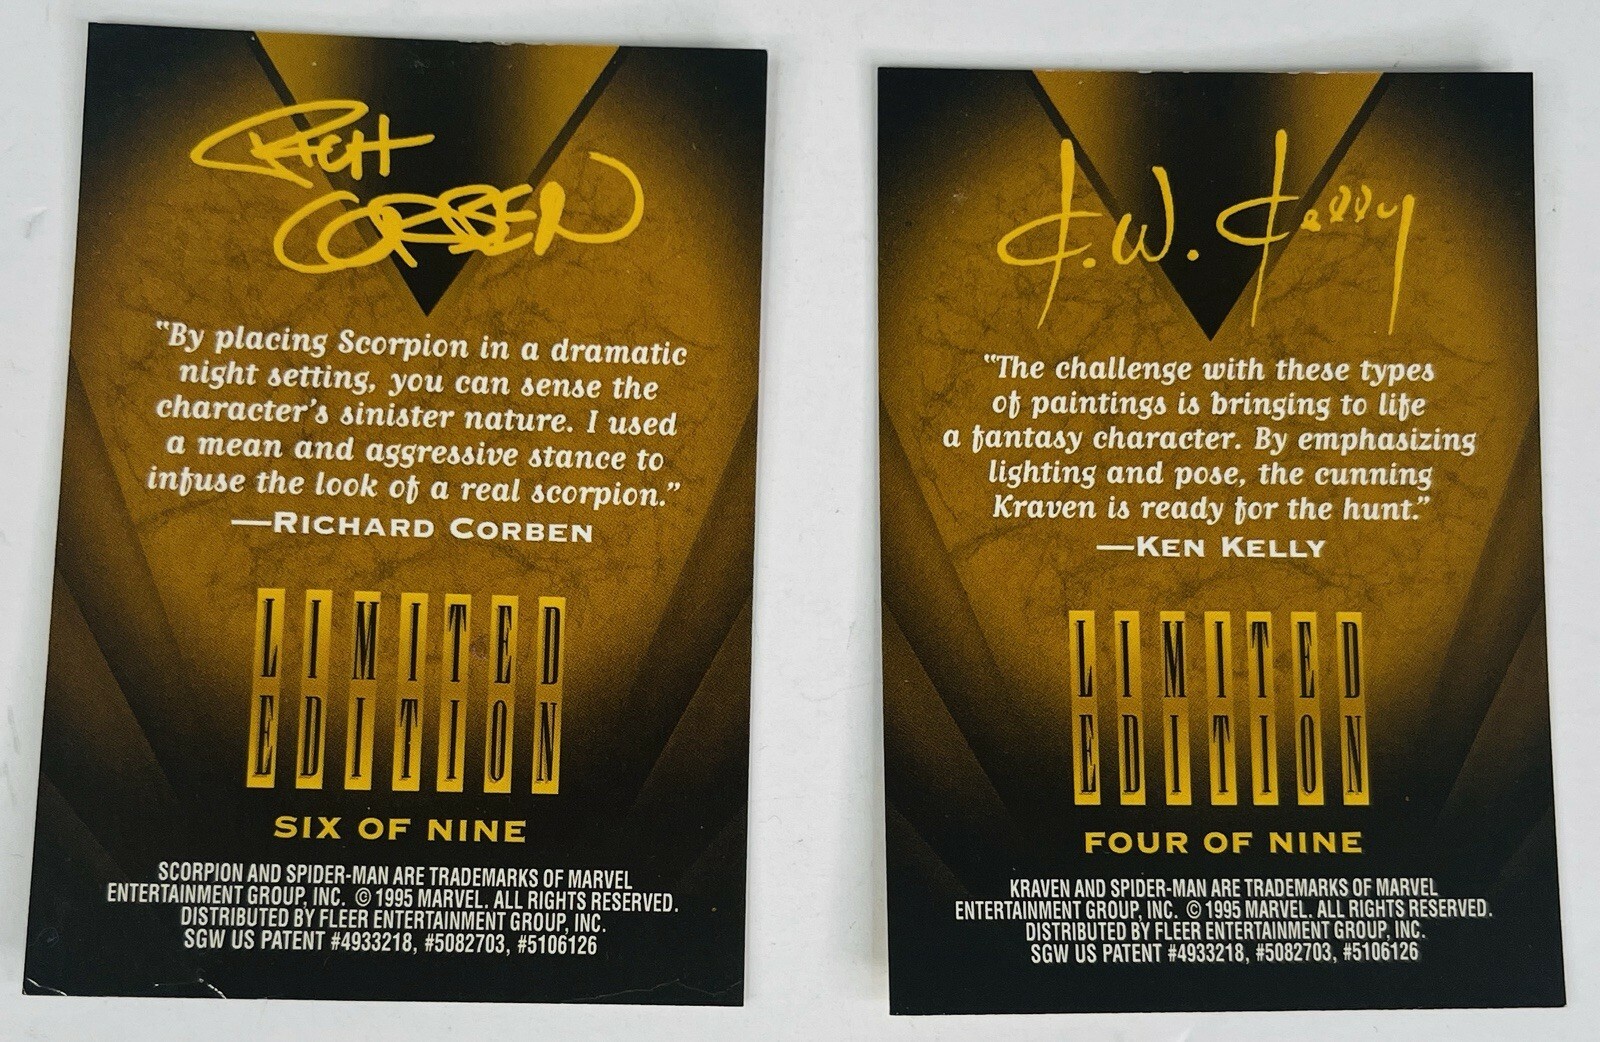 RICH
CORBEN
"By placing Scorpion in a dramatic
night setting, you can sense the
character's sinister nature. I used
a mean and aggressive stance to
infuse the look of a real scorpion."
—RICHARD CORBEN
LIMITED
EDITION
SIX OF NINE
SCORPION AND SPIDER-MAN ARE TRADEMARKS OF MARVEL
ENTERTAINMENT GROUP, INC. © 1995 MARVEL. ALL RIGHTS RESERVED.
DISTRIBUTED BY FLEER ENTERTAINMENT GROUP, INC.
SGW US PATENT #4933218, #5082703, #5106126
K.W. Kelly
"The challenge with these types
of paintings is bringing to life
a fantasy character. By emphasizing
lighting and pose, the cunning
Kraven is ready for the hunt."
—KEN KELLY
LIMITED
EDITION
FOUR OF NINE
KRAVEN AND SPIDER-MAN ARE TRADEMARKS OF MARVEL
ENTERTAINMENT GROUP, INC. © 1995 MARVEL. ALL RIGHTS RESERVED.
DISTRIBUTED BY FLEER ENTERTAINMENT GROUP, INC.
SGW US PATENT #4933218, #5082703, #5106126